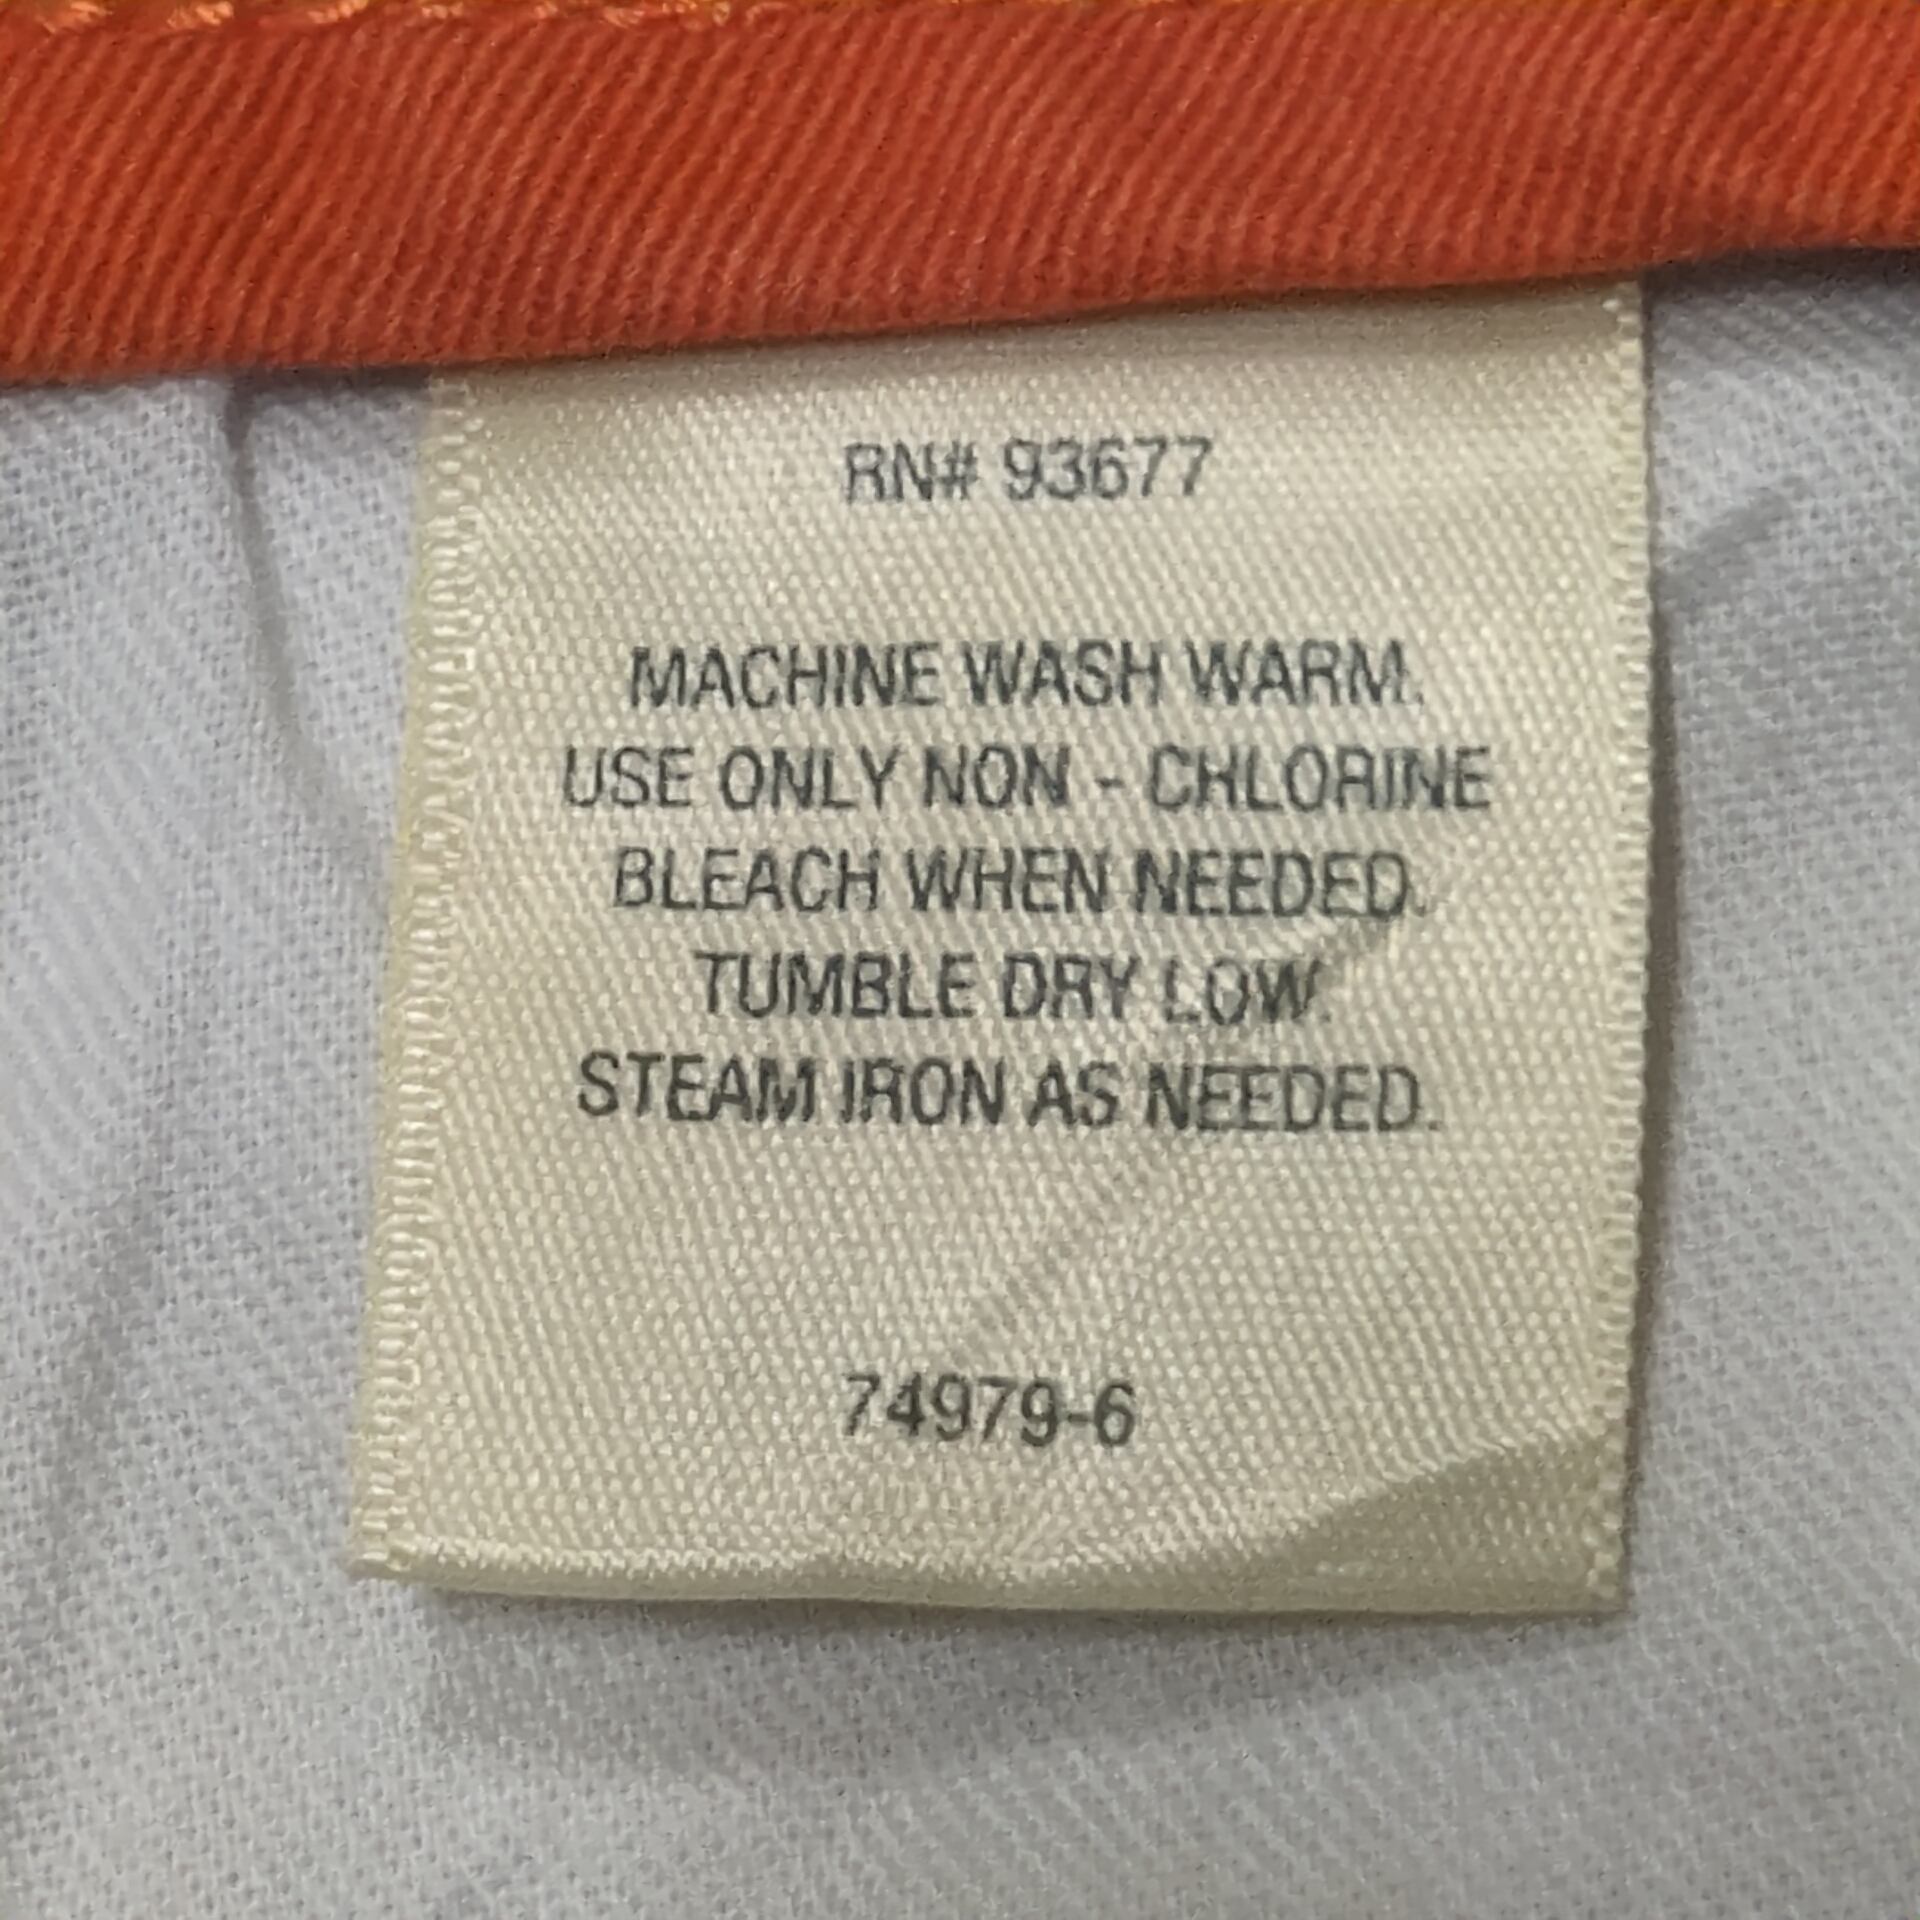 RN# 93677
MACHINE WASH WARM.
USE ONLY NON - CHLORINE
BLEACH WHEN NEEDED.
TUMBLE DRY LOW.
STEAM IRON AS NEEDED.
74979-6